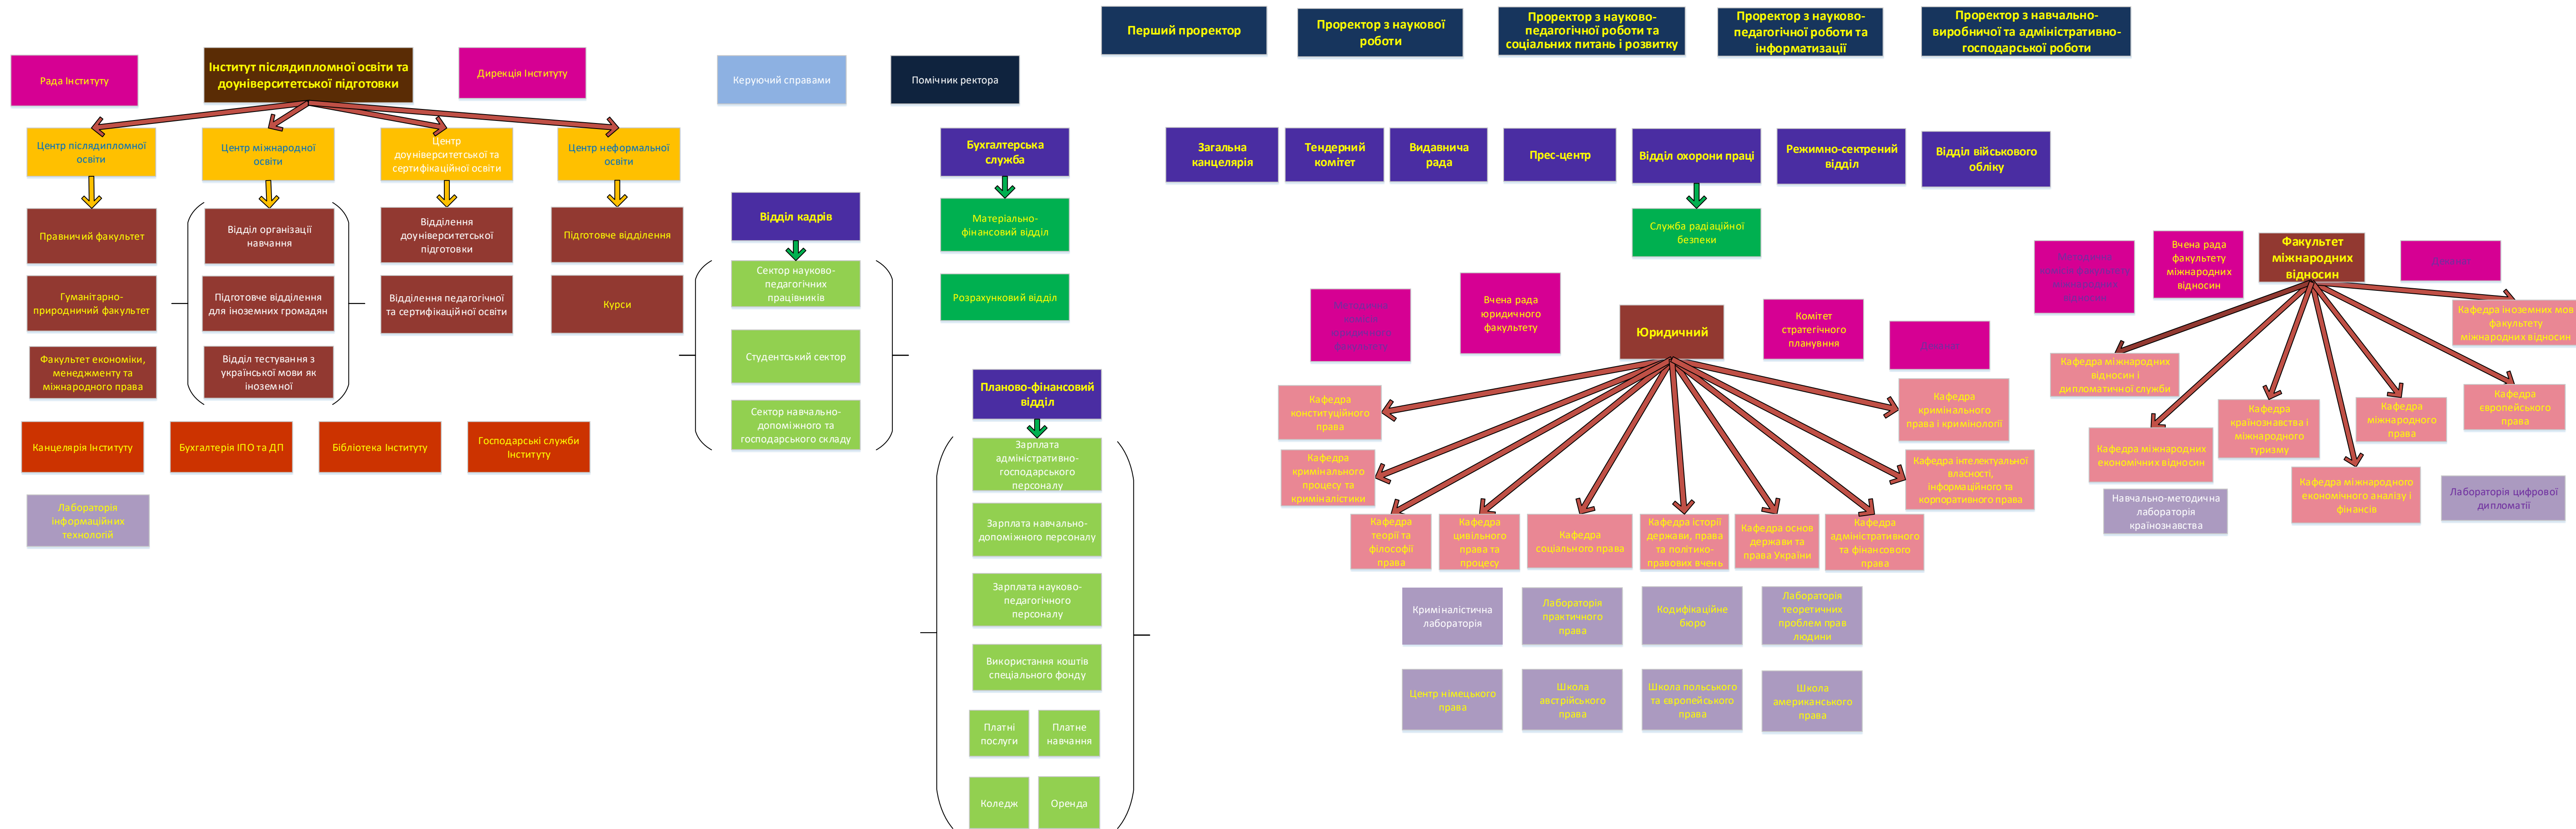 Перший проректор
Проректор з наукової
роботи
Проректор з науково-
педагогічної роботи та
соціальних питань і розвитку
Проректор з науково-
педагогічної роботи та
інформатизації
Проректор з навчально-
виробничої та адміністративно-
господарської роботи
Рада Інституту
Інститут післядипломної освіти та
доуніверситетської підготовки
Дирекція Інституту
Керуючий справами
Помічник ректора
Центр післядипломної
освіти
Центр міжнародної
освіти
Центр
доуніверситетської та
сертифікаційної освіти
Центр неформальної
освіти
Правничий факультет
Гуманітарно-
природничий факультет
Факультет економіки,
менеджменту та
міжнародного права
Відділ організації
навчання
Підготовче відділення
для іноземних громадян
Відділ тестування з
української мови як
іноземної
Відділення
доуніверситетської
підготовки
Відділення педагогічної
та сертифікаційної освіти
Підготовче відділення
Курси
Канцелярія Інституту
Бухгалтерія ІПО та ДП
Бібліотека Інституту
Господарські служби
Інституту
Лабораторія
інформаційних
технологій
Відділ кадрів
Сектор науково-
педагогічних
працівників
Студентський сектор
Сектор навчально-
допоміжного та
господарського складу
Бухгалтерська
служба
Матеріально-
фінансовий відділ
Розрахунковий відділ
Планово-фінансовий
відділ
Зарплата
адміністративно-
господарського
персоналу
Зарплата навчально-
допоміжного персоналу
Зарплата науково-
педагогічного
персоналу
Використання коштів
спеціального фонду
Платні
послуги
Платне
навчання
Коледж
Оренда
Загальна
канцелярія
Тендерний
комітет
Видавнича
рада
Прес-центр
Відділ охорони праці
Режимно-сектрений
відділ
Відділ військового
обліку
Служба радіаційної
безпеки
Вчена рада
юридичного
факультету
Юридичний
Комітет
стратегічного
планувння
Кафедра
конституційного
права
Кафедра
кримінального
процесу та
криміналістики
Кафедра
теорії та
філософії
права
Кафедра
цивільного
права та
процесу
Кафедра
соціального права
Кафедра історії
держави, права
та політико-
правових вчень
Кафедра основ
держави та
права України
Кафедра
адміністративного
та фінансового
права
Кафедра інтелектуальної
власності,
інформаційного та
корпоративного права
Кафедра
кримінального
права і кримінології
Криміналістична
лабораторія
Лабораторія
практичного
права
Кодифікаційне
бюро
Лабораторія
теоретичних
проблем прав
людини
Центр німецького
права
Школа
австрійського
права
Школа польського
та європейського
права
Школа
американського
права
Вчена рада
факультету
міжнародних
відносин
Факультет
міжнародних
відносин
Кафедра іноземних мов
факультету
міжнародних відносин
Кафедра міжнародних
відносин і
дипломатичної служби
Кафедра міжнародних
економічних відносин
Кафедра
країнознавства і
міжнародного
туризму
Кафедра міжнародного
економічного аналізу і
фінансів
Кафедра
міжнародного
права
Кафедра
європейського
права
Навчально-методична
лабораторія
країнознавства
Лабораторія цифрової
дипломатії